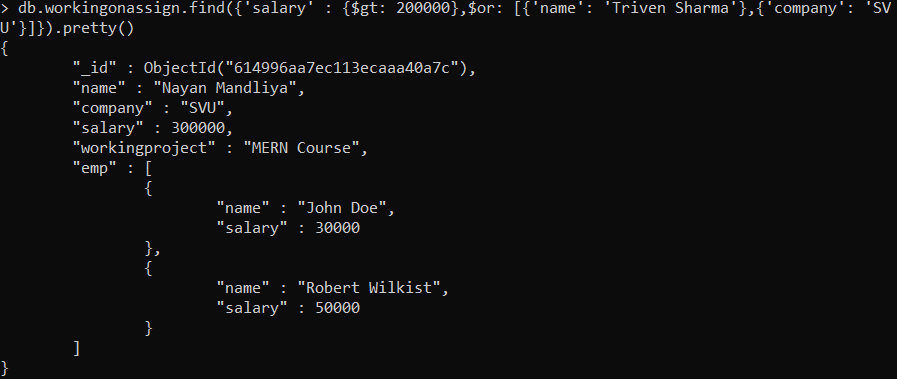 > db.workingonassign.find({'salary' : {$gt: 200000},$or: [{'name': 'Triven Sharma'},{'company': 'SV
U'}]}).pretty()
{
        "_id" : ObjectId("614996aa7ec113ecaaa40a7c"),
        "name" : "Nayan Mandliya",
        "company" : "SVU",
        "salary" : 300000,
        "workingproject" : "MERN Course",
        "emp" : [
                {
                        "name" : "John Doe",
                        "salary" : 30000
                },
                {
                        "name" : "Robert Wilkist",
                        "salary" : 50000
                }
        ]
}